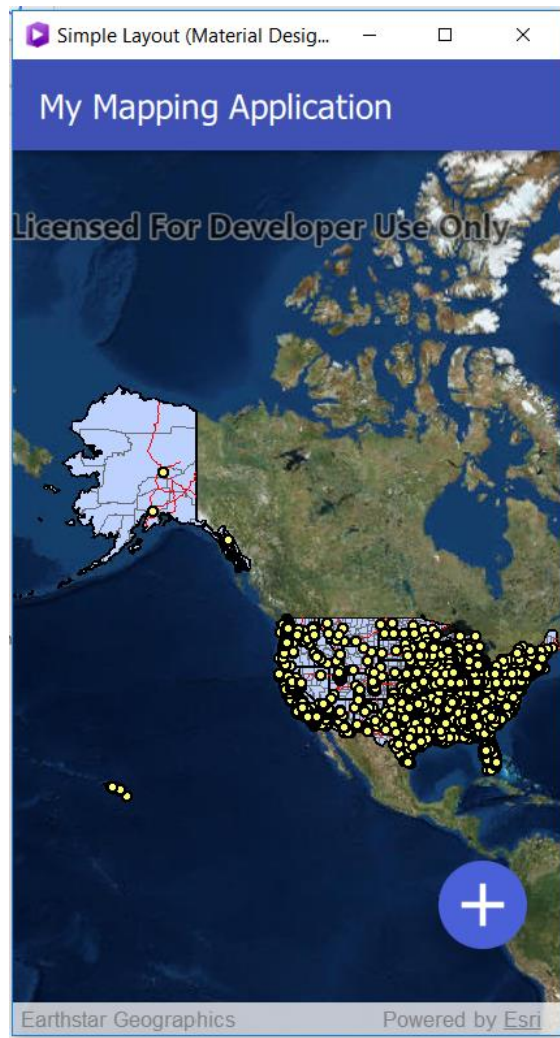 Simple Layout (Material Desig...
My Mapping Application
Licensed For Developer Use Only
Earthstar Geographics
Powered by Esri